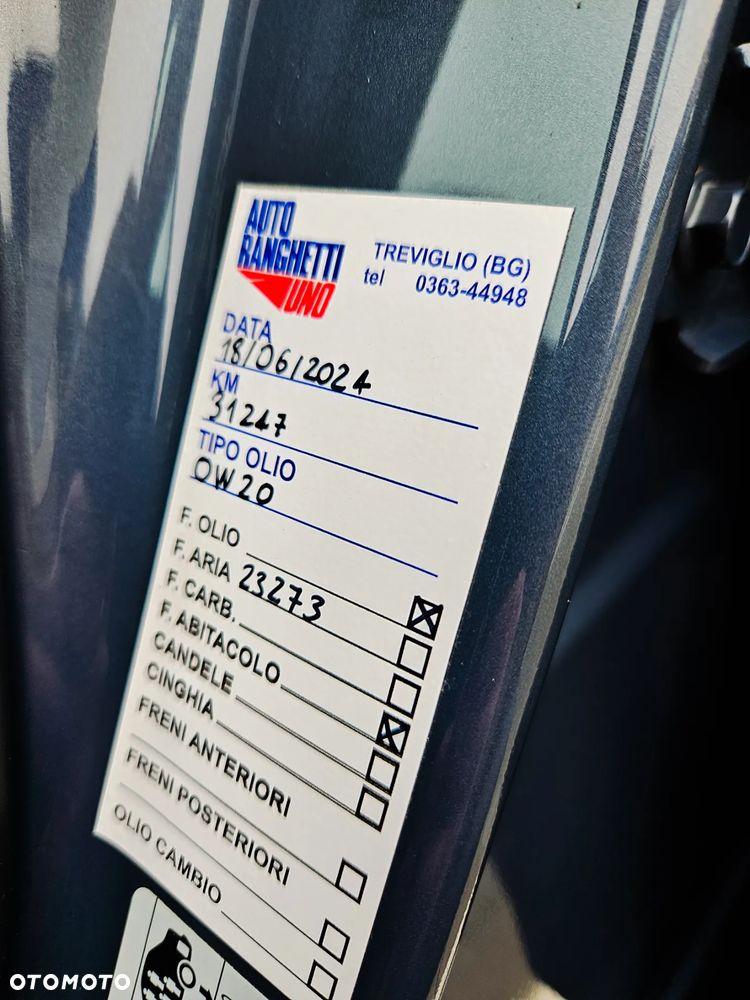 AUTO
RANGHETTI
UNO
TREVIGLIO (BG)
tel 0363-44948
DATA
18/06/2024
KM
31247
TIPO OLIO
0W20
F. OLIO
F. ARIA 23273
F. CARB.
F. ABITACOLO
CANDELE
CINGHIA
FRENI ANTERIORI
FRENI POSTERIORI
OLIO CAMBIO
OTOMOTO